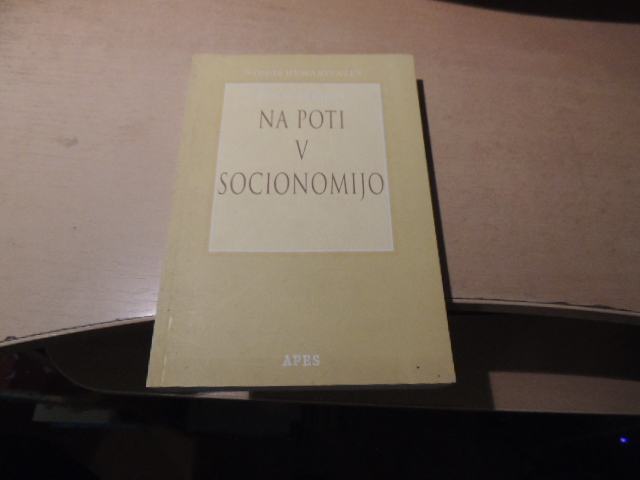 NA POTI
V
SOCIONOMIJO
APES